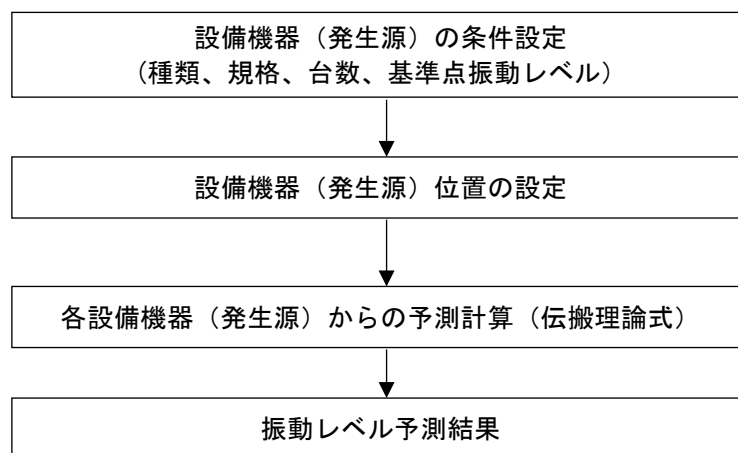 設備機器（発生源）の条件設定
（種類、規格、台数、基準点振動レベル）
設備機器（発生源）位置の設定
各設備機器（発生源）からの予測計算（伝搬理論式）
振動レベル予測結果